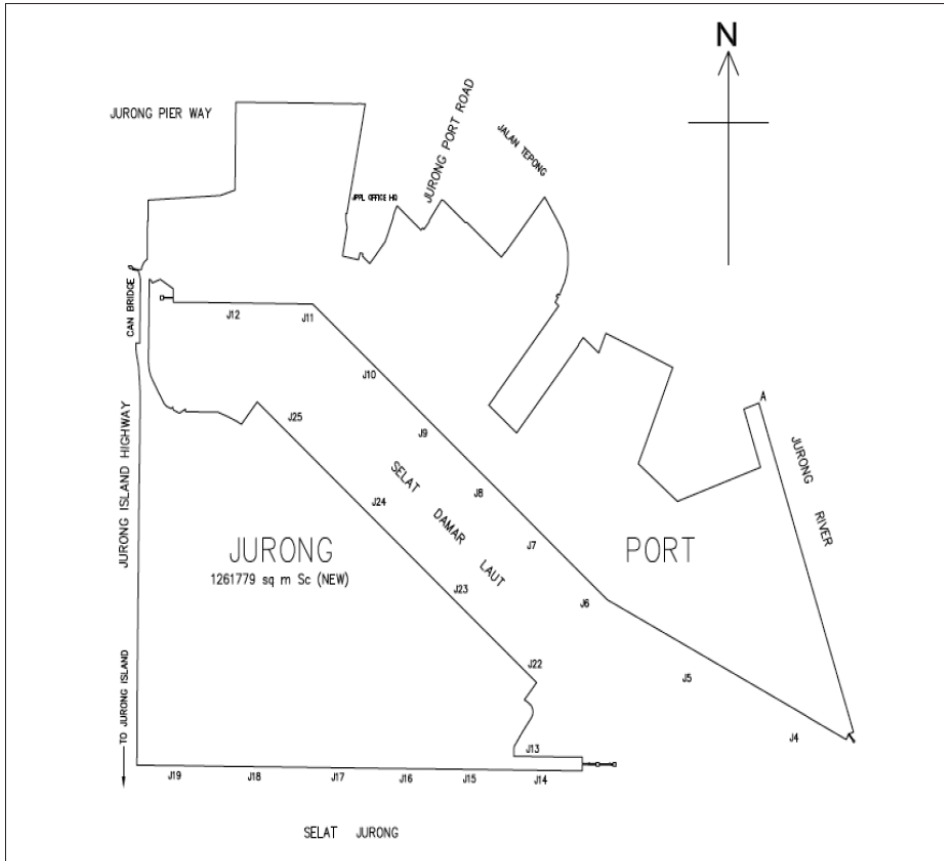 N
JURONG PIER WAY
JURONG PORT ROAD
JALAN TEPONG
JPPL OFFICE HQ
CAN BRIDGE
J12
J11
J10
J25
J9
A
JURONG RIVER
JURONG ISLAND HIGHWAY
SELAT DAMAR LAUT
J8
J24
J7
JURONG
PORT
1261779 sq m Sc (NEW)
J23
J6
J22
J5
TO JURONG ISLAND
J4
J13
J19
J18
J17
J16
J15
J14
SELAT JURONG